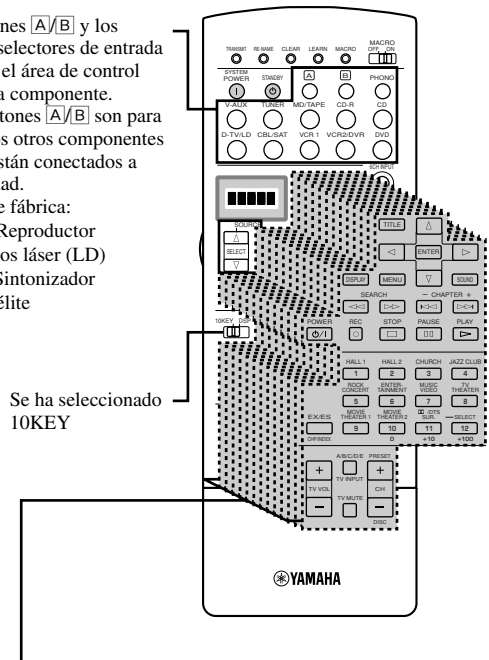 nes A/B y los
selectores de entrada
el área de control
a componente.
tones A/B son para
os otros componentes
están conectados a
dad.
e fábrica:
Reproductor
os láser (LD)
Sintonizador
élite
Se ha seleccionado
10KEY
TRANSMIT RE-NAME CLEAR LEARN MACRO
MACRO
OFF ON
SYSTEM
POWER STANDBY A B PHONO
V-AUX TUNER MD/TAPE CD-R CD
D-TV/LD CBL/SAT VCR 1 VCR2/DVR DVD
6CH INPUT
SOURCE
SELECT
TITLE
ENTER
DISPLAY MENU SOUND
SEARCH – CHAPTER +
10KEY DSP
POWER REC STOP PAUSE PLAY
HALL 1 HALL 2 CHURCH JAZZ CLUB
1 2 3 4
ROCK CONCERT ENTER-TAINMENT MUSIC VIDEO TV THEATER
5 6 7 8
EX/ES MOVIE THEATER 1 MOVIE THEATER 2 /DTS SUR. SELECT
9 10 11 12
CHP/INDEX 0 +10 +100
A/B/C/D/E PRESET
+ +
TV INPUT
TV VOL CH
TV MUTE
– –
DISC
YAMAHA